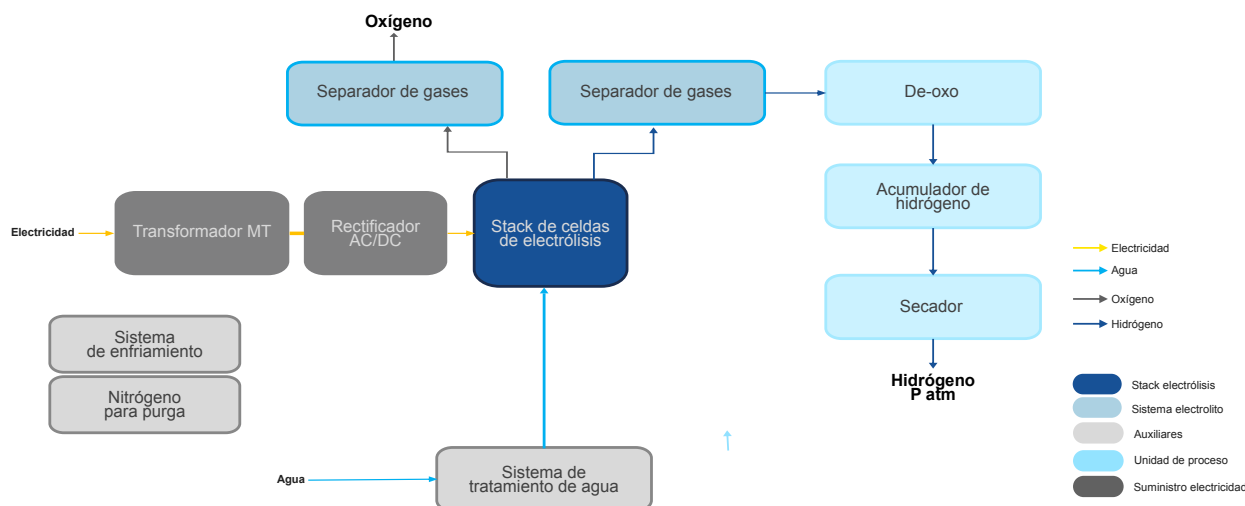 Oxígeno
Separador de gases
Separador de gases
De-oxo
Acumulador de
hidrógeno
Electricidad
Transformador MT
Rectificador
AC/DC
Stack de celdas
de electrólisis
Electricidad
Agua
Oxígeno
Hidrógeno
Secador
Sistema
de enfriamiento
Nitrógeno
para purga
Hidrógeno
P atm
Stack electrólisis
Sistema electrolito
Auxiliares
Unidad de proceso
Suministro electricidad
Agua
Sistema de
tratamiento de agua